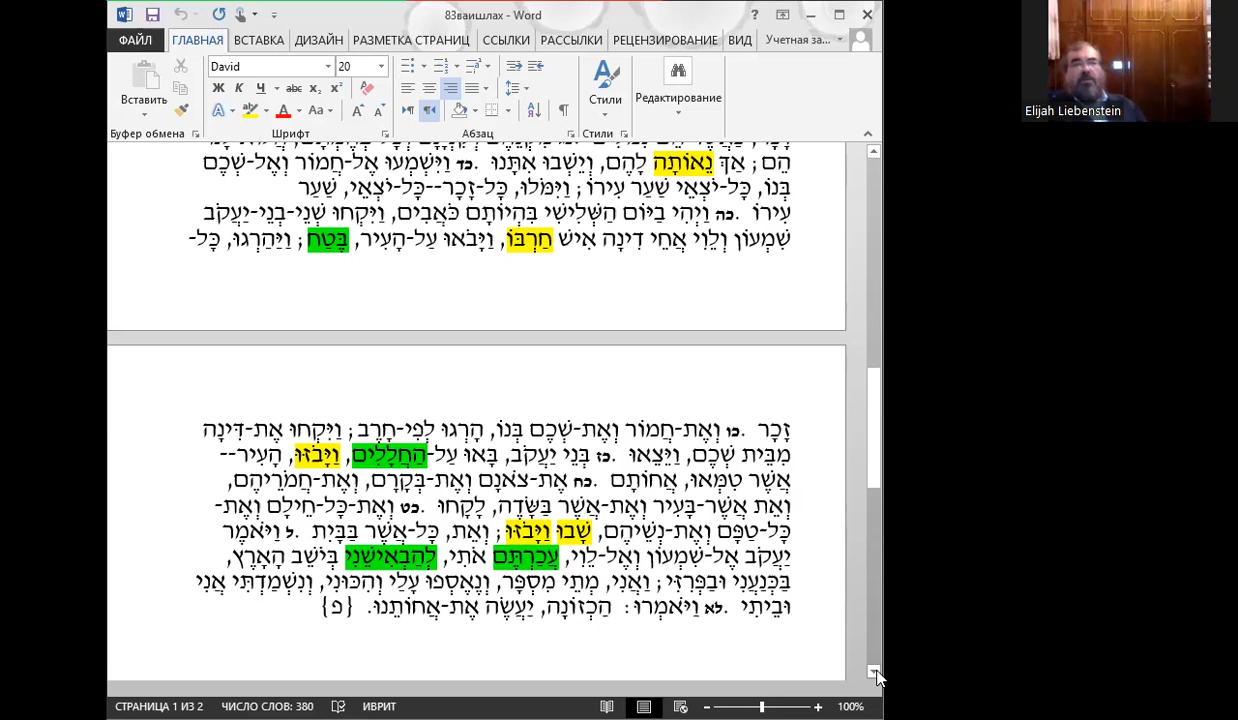 83ваишлах - Word
ФАЙЛ ГЛАВНАЯ ВСТАВКА ДИЗАЙН РАЗМЕТКА СТРАНИЦ ССЫЛКИ РАССЫЛКИ РЕЦЕНЗИРОВАНИЕ ВИД Учетная за...
David 20
Вставить Ж К Ч abc x₂ x² Стили Редактирование
Буфер обмена Шрифт Абзац Стили
Elijah Liebenstein
הֵם; אַךְ נֵאוֹתָה לָהֶם, וְיֵשְׁבוּ אִתָּנוּ .כד וַיִּשְׁמְעוּ אֶל-חֲמוֹר וְאֶל-שְׁכֶם
בְּנוֹ, כָּל-יֹצְאֵי שַׁעַר עִירוֹ; וַיִּמֹּלוּ, כָּל-זָכָר--כָּל-יֹצְאֵי, שַׁעַר
עִירוֹ .כה וַיְהִי בַיּוֹם הַשְּׁלִישִׁי בִּהְיוֹתָם כֹּאֲבִים, וַיִּקְחוּ שְׁנֵי-בְנֵי-יַעֲקֹב
שִׁמְעוֹן וְלֵוִי אֲחֵי דִינָה אִישׁ חַרְבּוֹ, וַיָּבֹאוּ עַל-הָעִיר, בֶּטַח; וַיַּהַרְגוּ, כָּל-
זָכָר .כו וְאֶת-חֲמוֹר וְאֶת-שְׁכֶם בְּנוֹ, הָרְגוּ לְפִי-חָרֶב; וַיִּקְחוּ אֶת-דִּינָה
מִבֵּית שְׁכֶם, וַיֵּצֵאוּ .כז בְּנֵי יַעֲקֹב, בָּאוּ עַל-הַחֲלָלִים, וַיָּבֹזּוּ, הָעִיר--
אֲשֶׁר טִמְּאוּ, אֲחוֹתָם .כח אֶת-צֹאנָם וְאֶת-בְּקָרָם, וְאֶת-חֲמֹרֵיהֶם,
וְאֵת אֲשֶׁר-בָּעִיר וְאֶת-אֲשֶׁר בַּשָּׂדֶה, לָקָחוּ .כט וְאֶת-כָּל-חֵילָם וְאֶת-
כָּל-טַפָּם וְאֶת-נְשֵׁיהֶם, שָׁבוּ וַיָּבֹזּוּ; וְאֵת, כָּל-אֲשֶׁר בַּבָּיִת .ל וַיֹּאמֶר
יַעֲקֹב אֶל-שִׁמְעוֹן וְאֶל-לֵוִי, עֲכַרְתֶּם אֹתִי, לְהַבְאִישֵׁנִי בְּיֹשֵׁב הָאָרֶץ,
בַּכְּנַעֲנִי וּבַפְּרִזִּי; וַאֲנִי, מְתֵי מִסְפָּר, וְנֶאֶסְפוּ עָלַי וְהִכּוּנִי, וְנִשְׁמַדְתִּי אֲנִי
וּבֵיתִי .לא וַיֹּאמְרוּ: הַכְזוֹנָה, יַעֲשֶׂה אֶת-אֲחוֹתֵנוּ. {פ}
СТРАНИЦА 1 ИЗ 2 ЧИСЛО СЛОВ: 380 ИВРИТ 100%